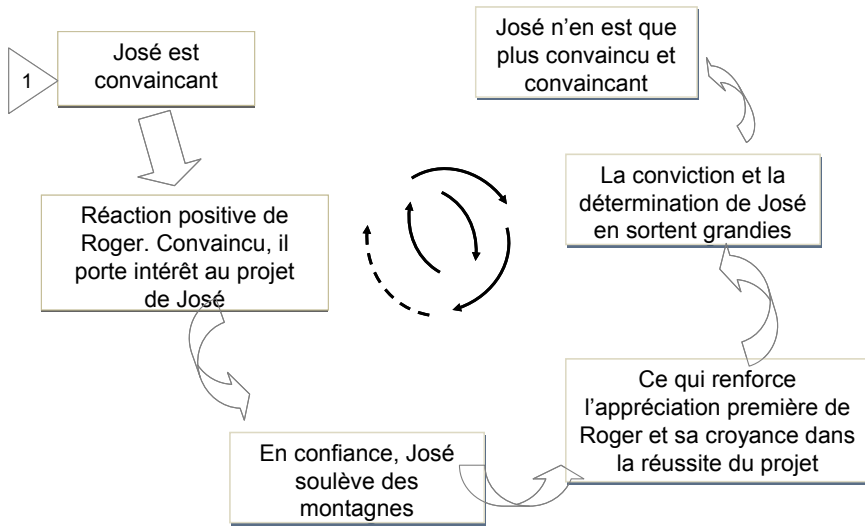 1
José est
convaincant
Réaction positive de
Roger. Convaincu, il
porte intérêt au projet
de José
En confiance, José
soulève des
montagnes
Ce qui renforce
l’appréciation première de
Roger et sa croyance dans
la réussite du projet
La conviction et la
détermination de José
en sortent grandies
José n’en est que
plus convaincu et
convaincant